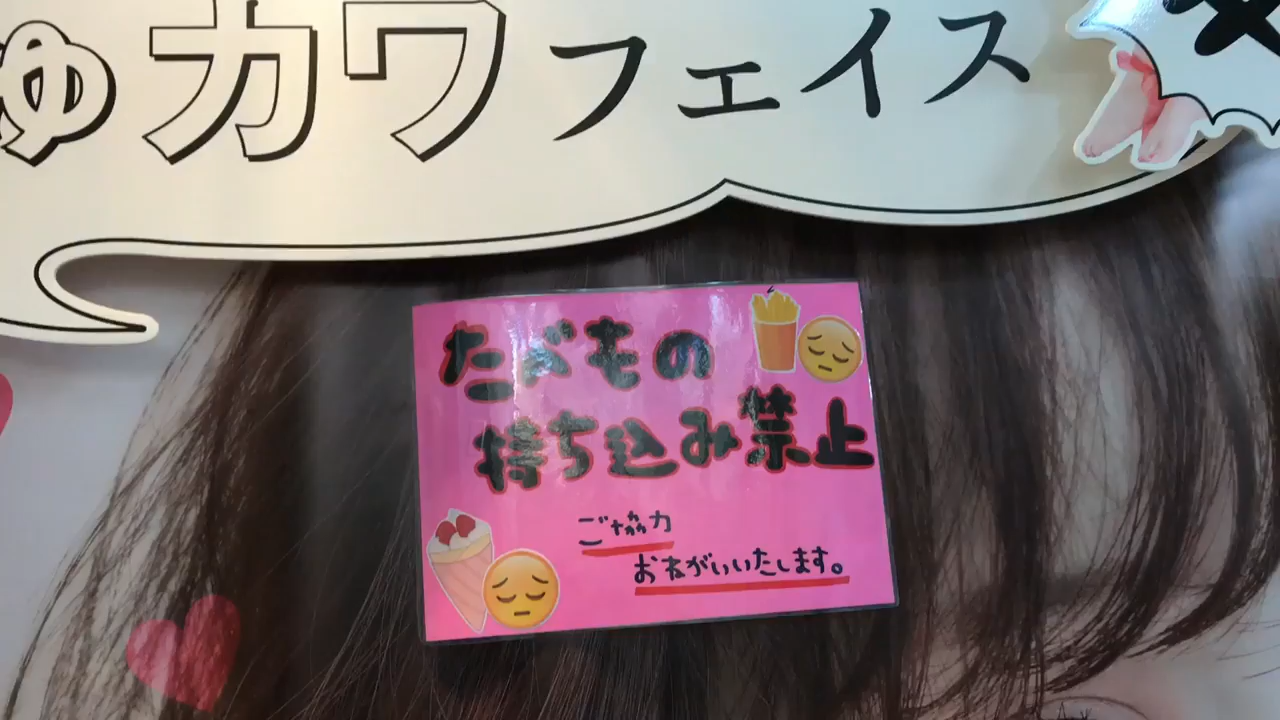 ゅカワフェイス
たべもの
持ち込み禁止
ご協力
おねがいいたします。